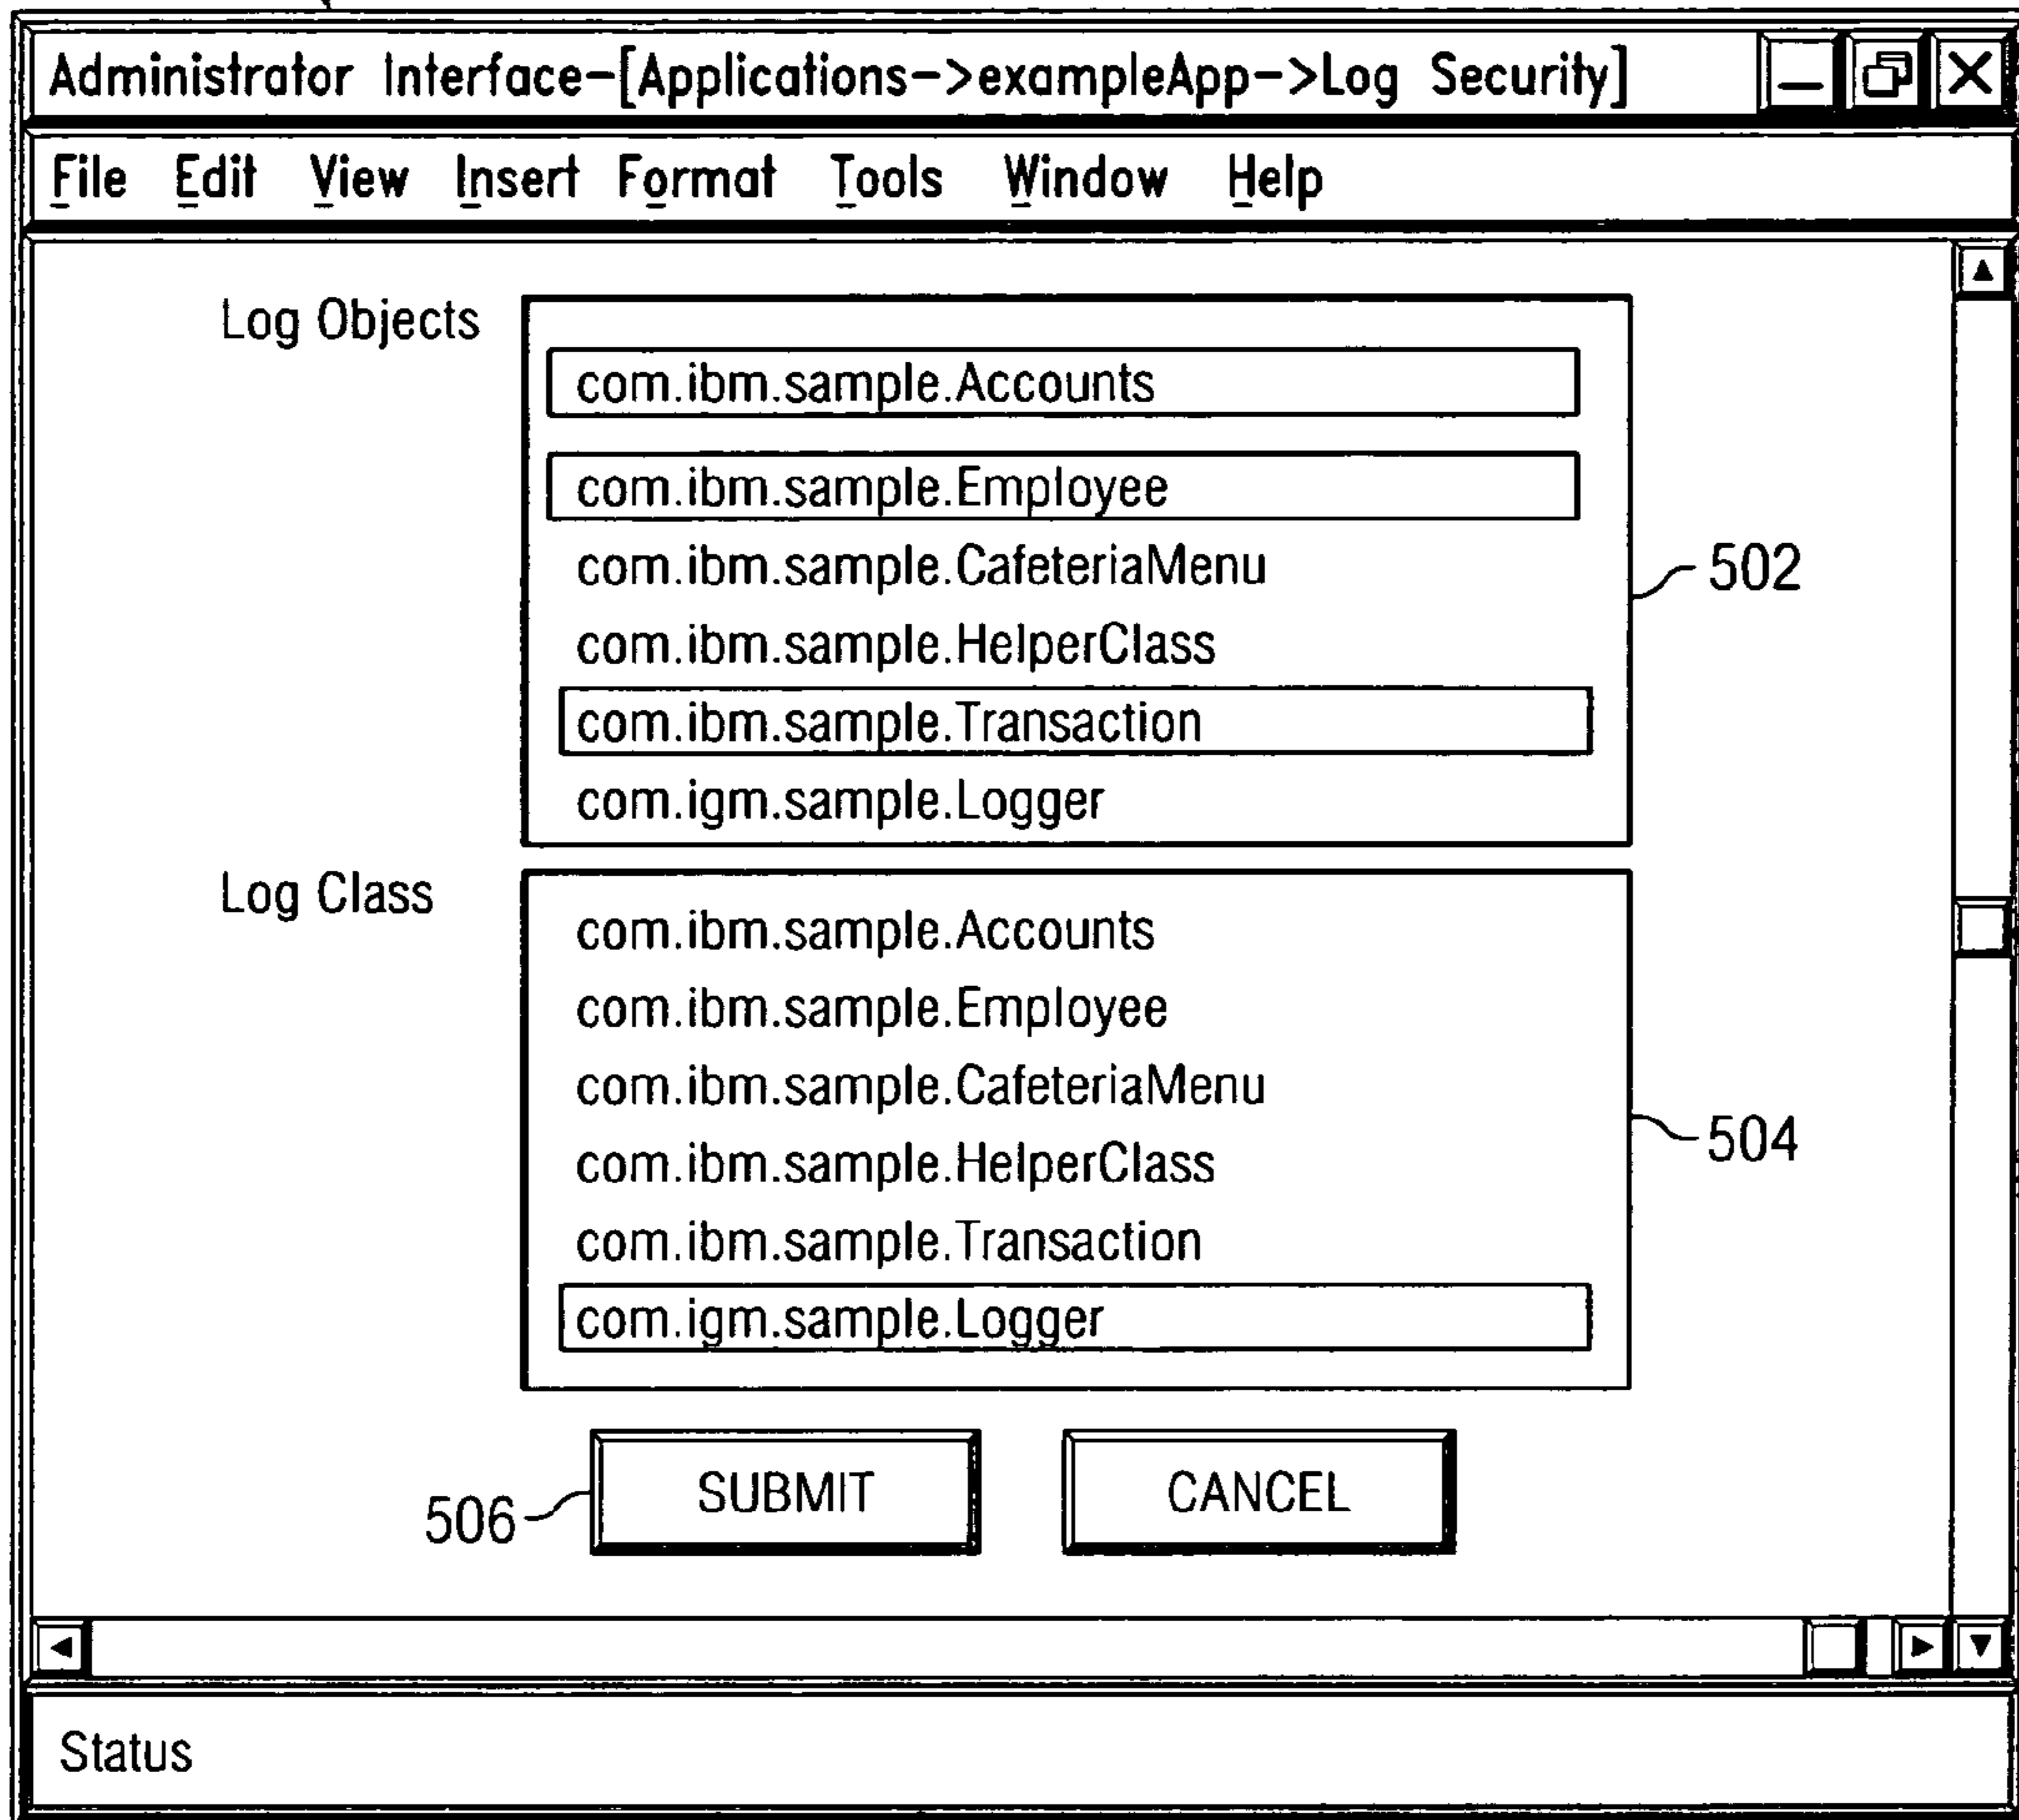 Administrator Interface-[Applications->exampleApp->Log Security]
File Edit View Insert Format Tools Window Help
Log Objects
com.ibm.sample.Accounts
com.ibm.sample.Employee
com.ibm.sample.CafeteriaMenu
502
com.ibm.sample.HelperClass
com.ibm.sample.Transaction
com.igm.sample.Logger
Log Class
com.ibm.sample.Accounts
com.ibm.sample.Employee
com.ibm.sample.CafeteriaMenu
504
com.ibm.sample.HelperClass
com.ibm.sample.Transaction
com.igm.sample.Logger
506 SUBMIT CANCEL
Status